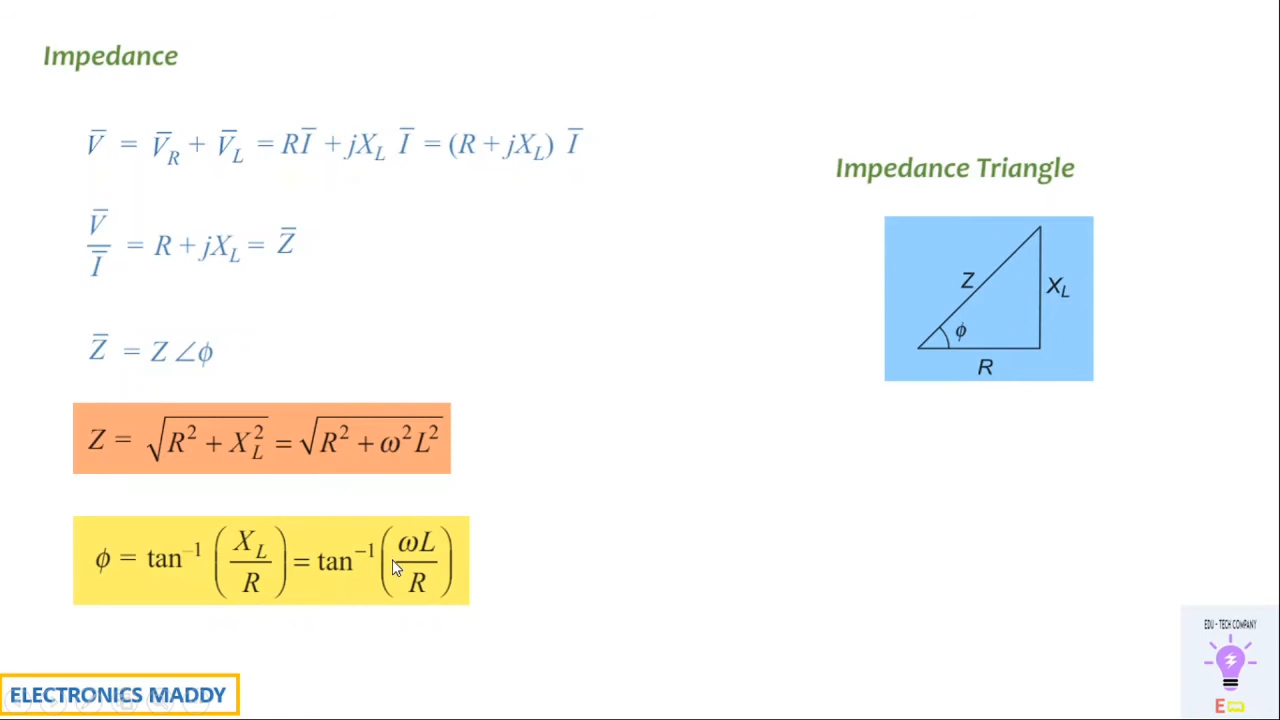 Impedance
V̅ = V̅_R + V̅_L = RI̅ + jX_L I̅ = (R + jX_L) I̅
V̅/I̅ = R + jX_L = Z̅
Z̅ = Z∠ϕ
Z = √(R² + X_L²) = √(R² + ω²L²)
ϕ = tan⁻¹ (X_L/R) = tan⁻¹ (ωL/R)
Impedance Triangle
Z
X_L
ϕ
R
ELECTRONICS MADDY
EDU - TECH COMPANY
E